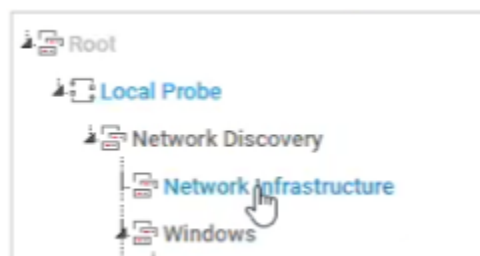 Root
Local Probe
Network Discovery
Network Infrastructure
Windows